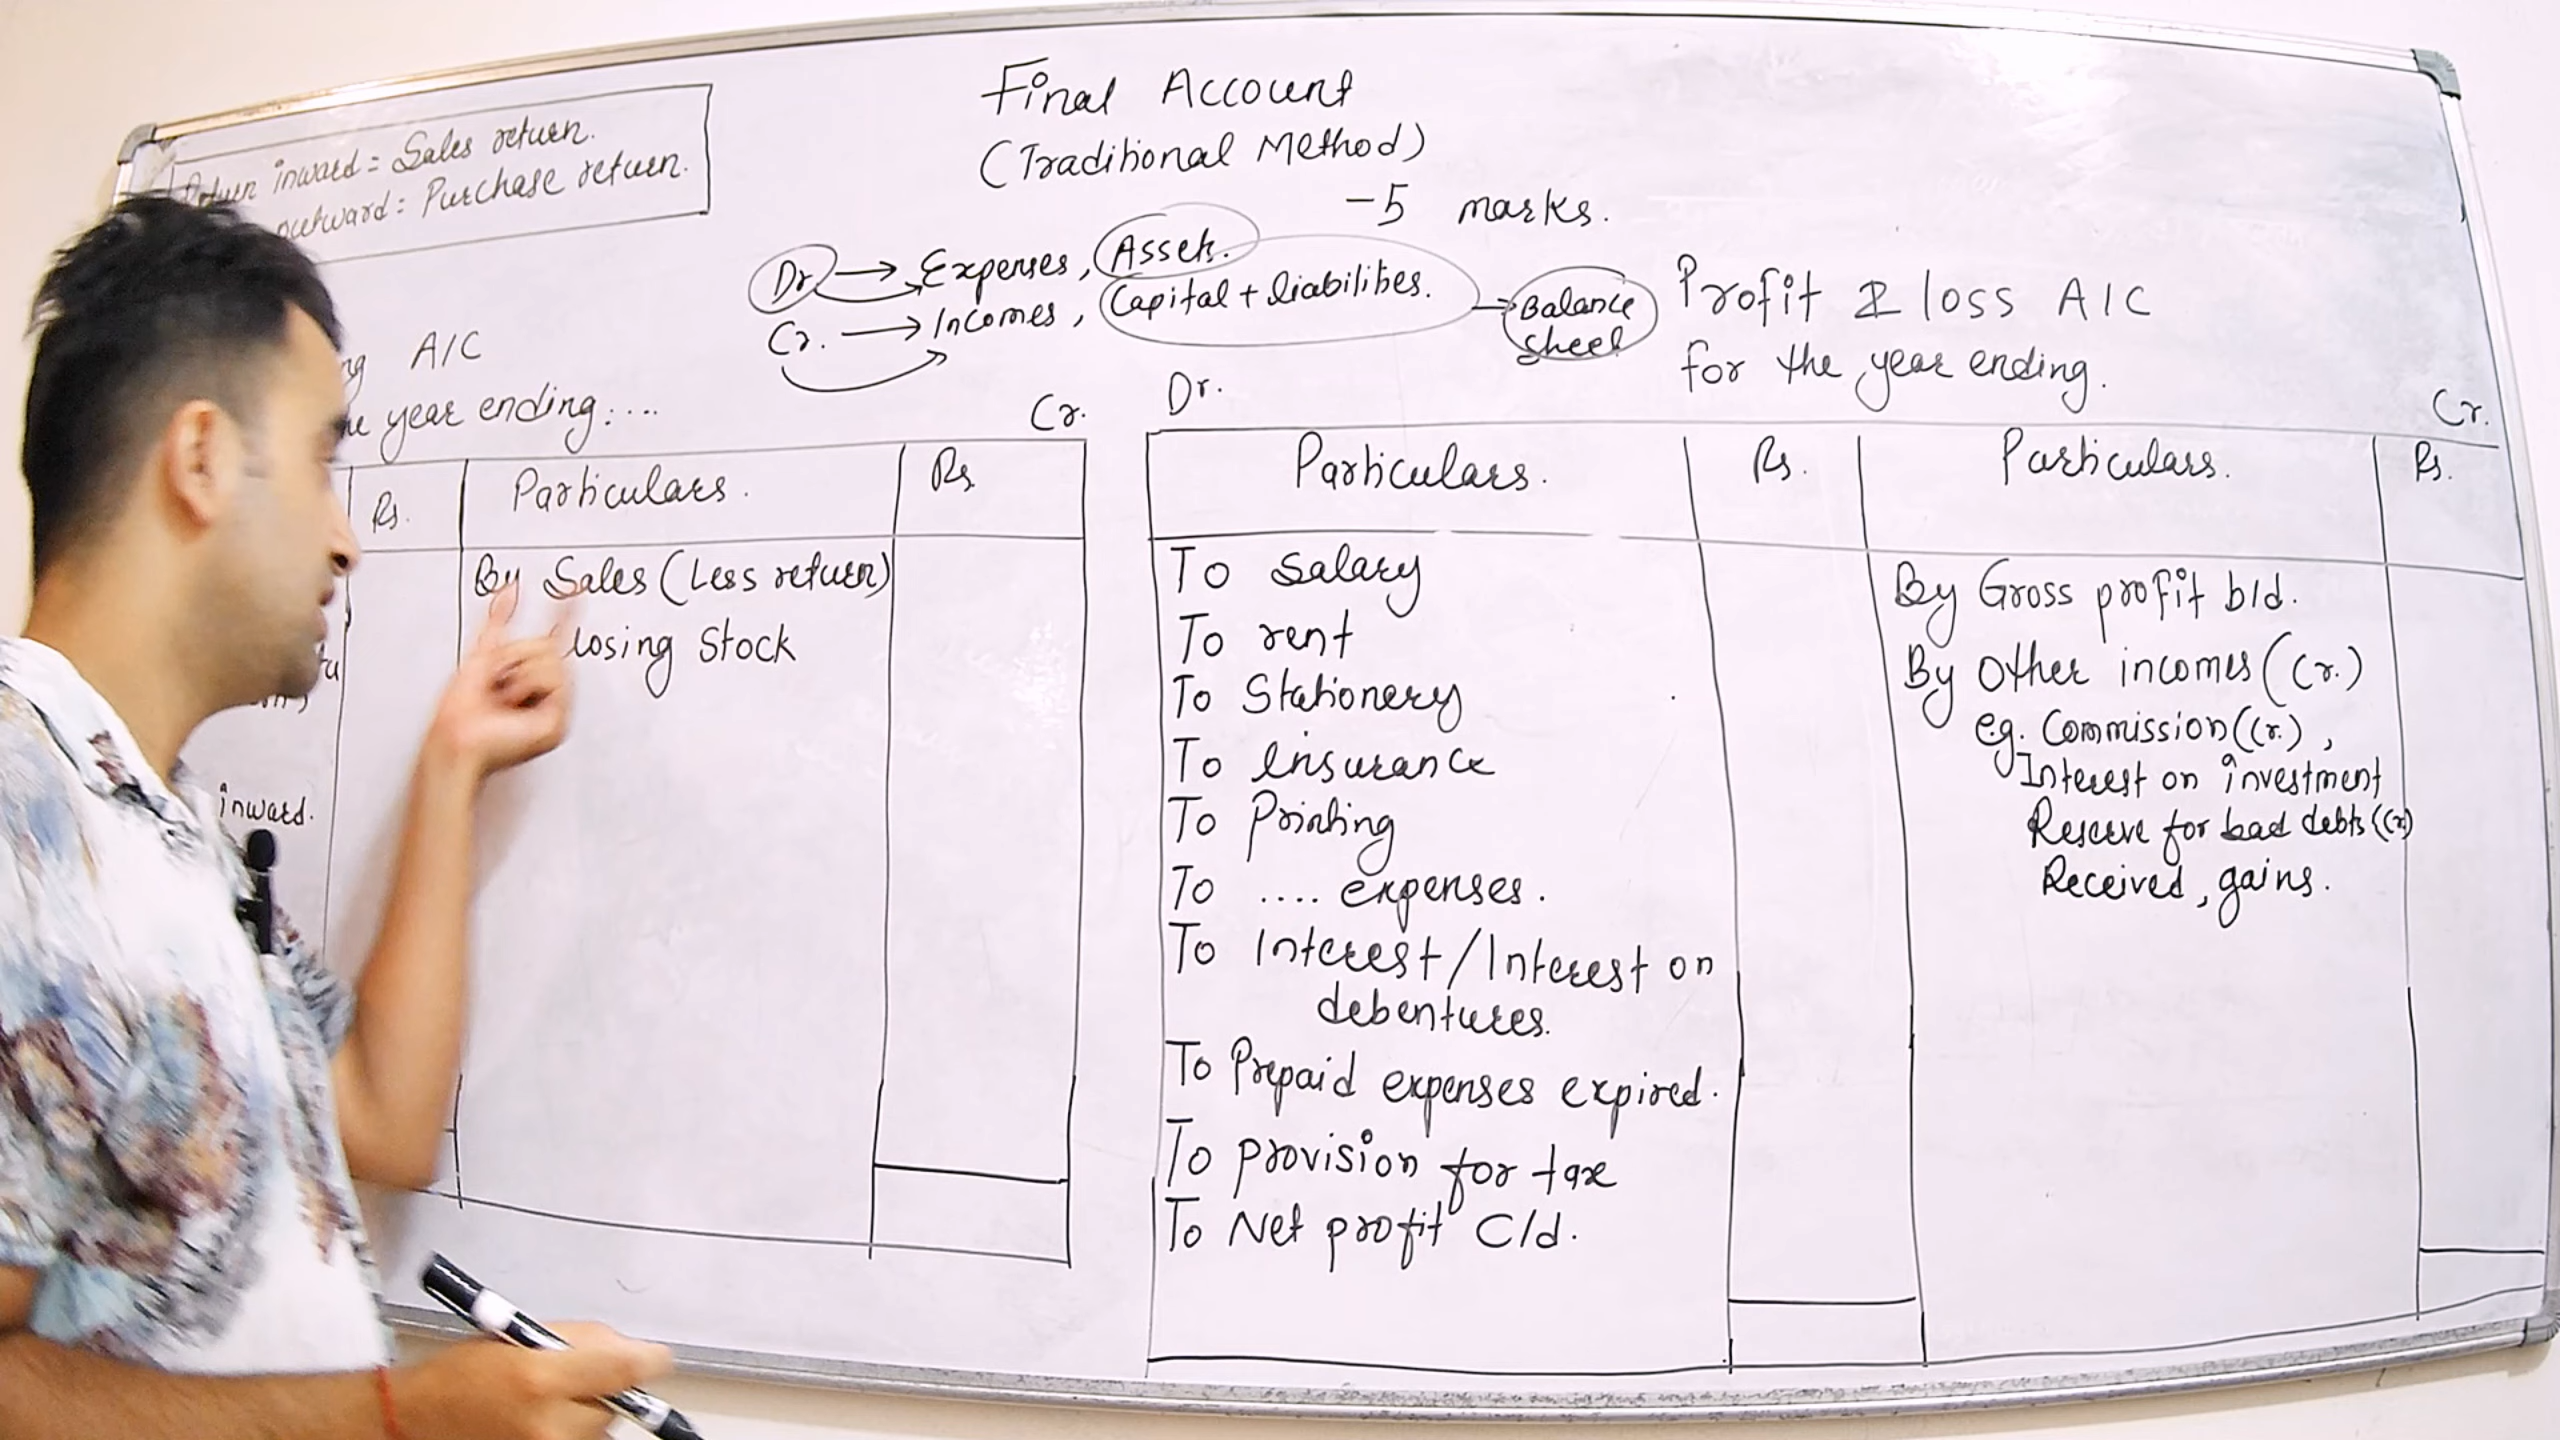 Final Account
(Traditional Method)
-5 marks.
Return inward = Sales return.
outward = Purchase return.
Dr. → Expenses, Assets.
Cr. → Incomes, Capital + liabilities. → Balance Sheet
A/C
year ending: ...
Cr.
Rs. Particulars. Rs.
By Sales (Less return)
Closing Stock
inward.
Profit & loss A/C
for the year ending.
Dr. Cr.
Particulars. Rs. Particulars. Rs.
To Salary
To rent
To Stationery
To Insurance
To Printing
To .... expenses.
To Interest/Interest on
debentures.
To Prepaid expenses expired.
To provision for tax
To Net profit C/d.
By Gross profit b/d.
By Other incomes (Cr.)
eg. Commission (Cr.),
Interest on investment
Reserve for bad debts (Cr)
Received, gains.